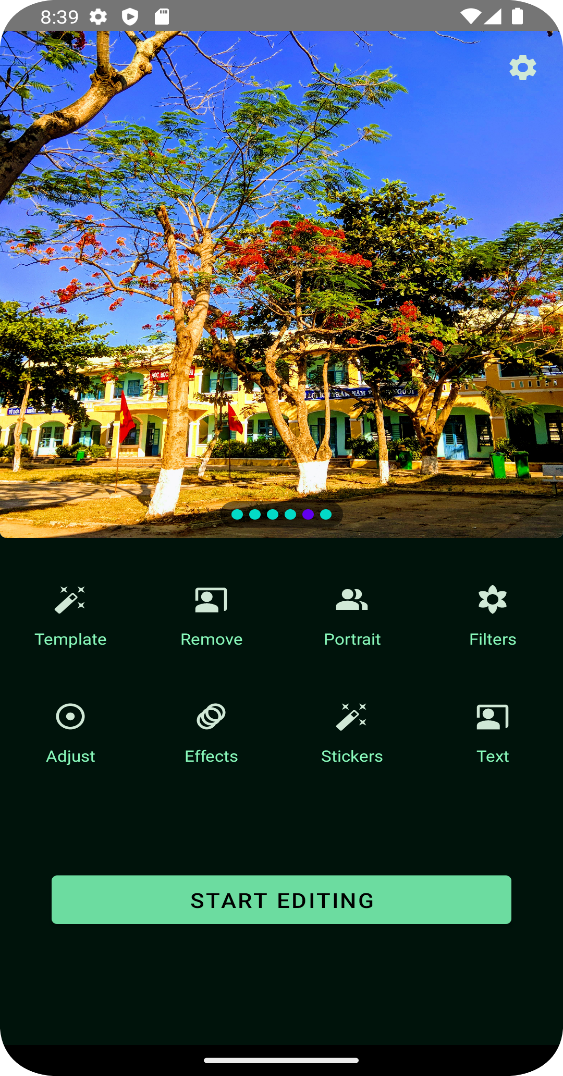 8:39
Template Remove Portrait Filters
Adjust Effects Stickers Text
START EDITING